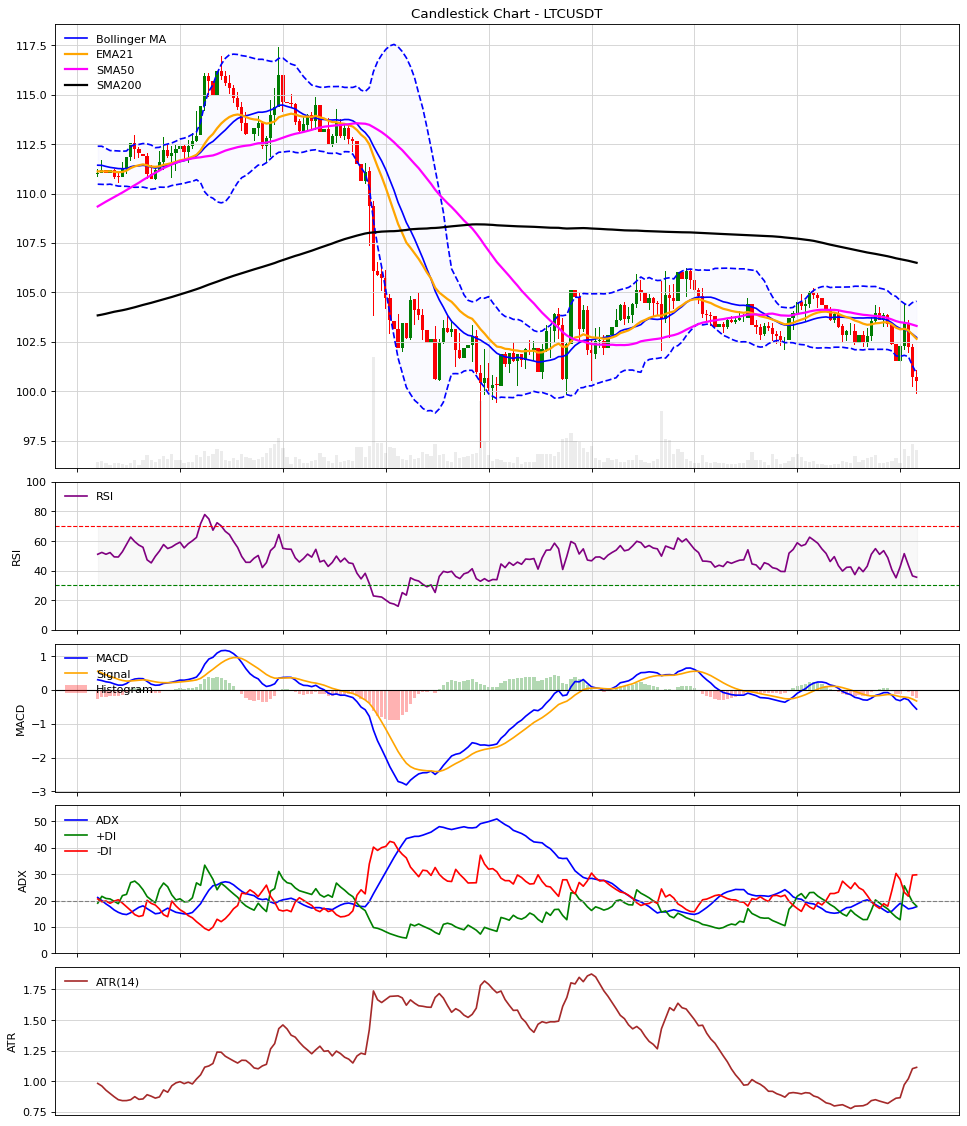 Candlestick Chart - LTCUSDT
Bollinger MA
EMA21
SMA50
SMA200
117.5
115.0
112.5
110.0
107.5
105.0
102.5
100.0
97.5
RSI
RSI
100
80
60
40
20
0
MACD
Signal
Histogram
MACD
1
0
−1
−2
−3
ADX
+DI
-DI
ADX
50
40
30
20
10
0
ATR(14)
ATR
1.75
1.50
1.25
1.00
0.75